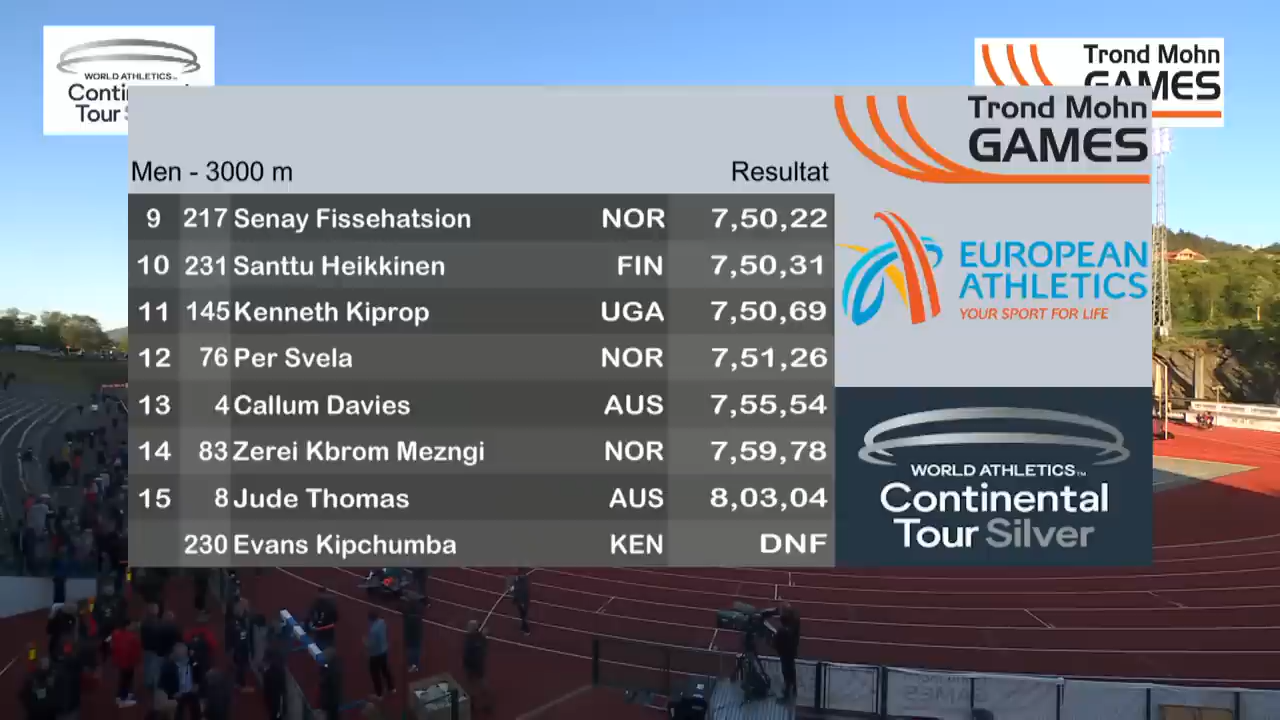 WORLD ATHLETICS™
Tour
Trond Mohn
GAMES
Trond Mohn
GAMES
Men - 3000 m Resultat
9 217 Senay Fissehatsion NOR 7,50,22
10 231 Santtu Heikkinen FIN 7,50,31
11 145 Kenneth Kiprop UGA 7,50,69
12 76 Per Svela NOR 7,51,26
13 4 Callum Davies AUS 7,55,54
14 83 Zerei Kbrom Mezngi NOR 7,59,78
15 8 Jude Thomas AUS 8,03,04
230 Evans Kipchumba KEN DNF
EUROPEAN
ATHLETICS
YOUR SPORT FOR LIFE
WORLD ATHLETICS™
Continental
Tour Silver